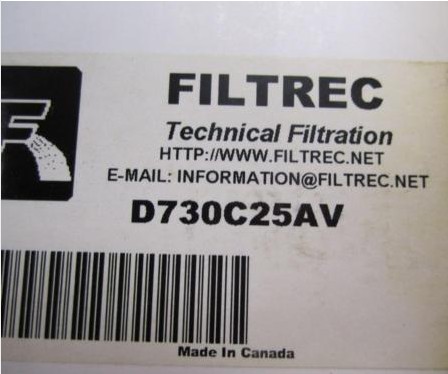 FILTREC
Technical Filtration
HTTP://WWW.FILTREC.NET
E-MAIL: INFORMATION@FILTREC.NET
D730C25AV
Made In Canada